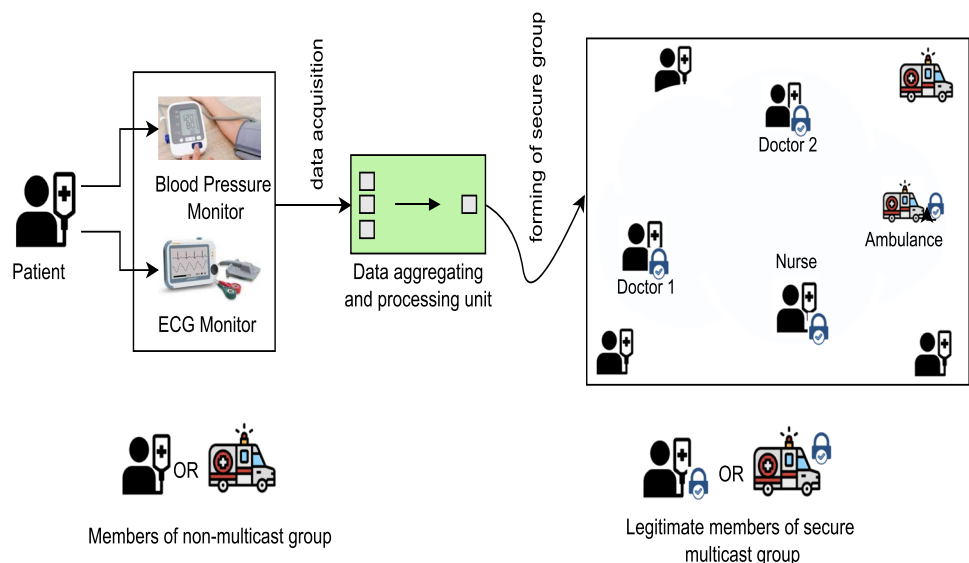 Patient
Blood Pressure
Monitor
ECG Monitor
data acquisition
Data aggregating
and processing unit
forming of secure group
Doctor 2
Ambulance
Doctor 1
Nurse
OR
Members of non-multicast group
OR
Legitimate members of secure
multicast group